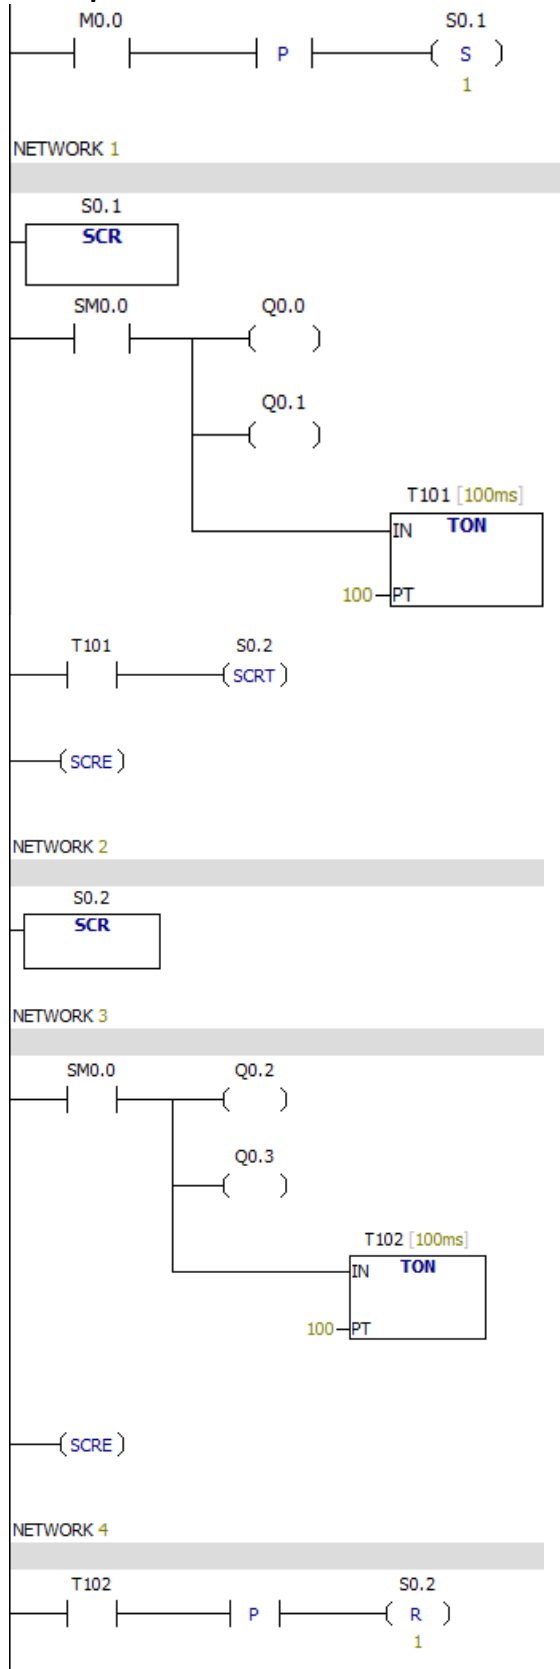 M0.0 S0.1
P S
1
NETWORK 1
S0.1
SCR
SM0.0 Q0.0
Q0.1
T101 [100ms]
IN TON
100 PT
T101 S0.2
SCRT
SCRE
NETWORK 2
S0.2
SCR
NETWORK 3
SM0.0 Q0.2
Q0.3
T102 [100ms]
IN TON
100 PT
SCRE
NETWORK 4
T102 S0.2
P R
1